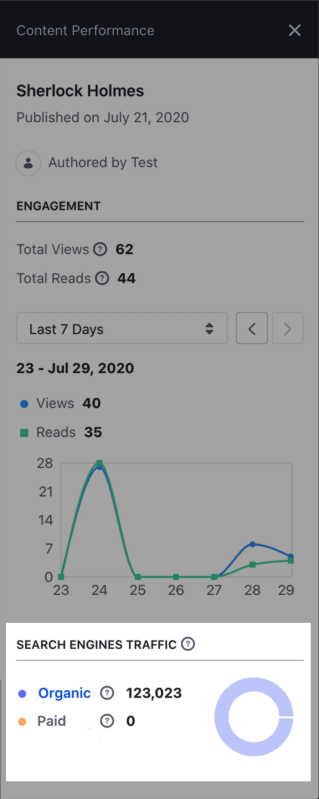 Content Performance
Sherlock Holmes
Published on July 21, 2020
Authored by Test
ENGAGEMENT
Total Views ? 62
Total Reads ? 44
Last 7 Days
23 - Jul 29, 2020
Views 40
Reads 35
28
21
14
7
0
23 24 25 26 27 28 29
SEARCH ENGINES TRAFFIC ?
Organic ? 123,023
Paid ? 0